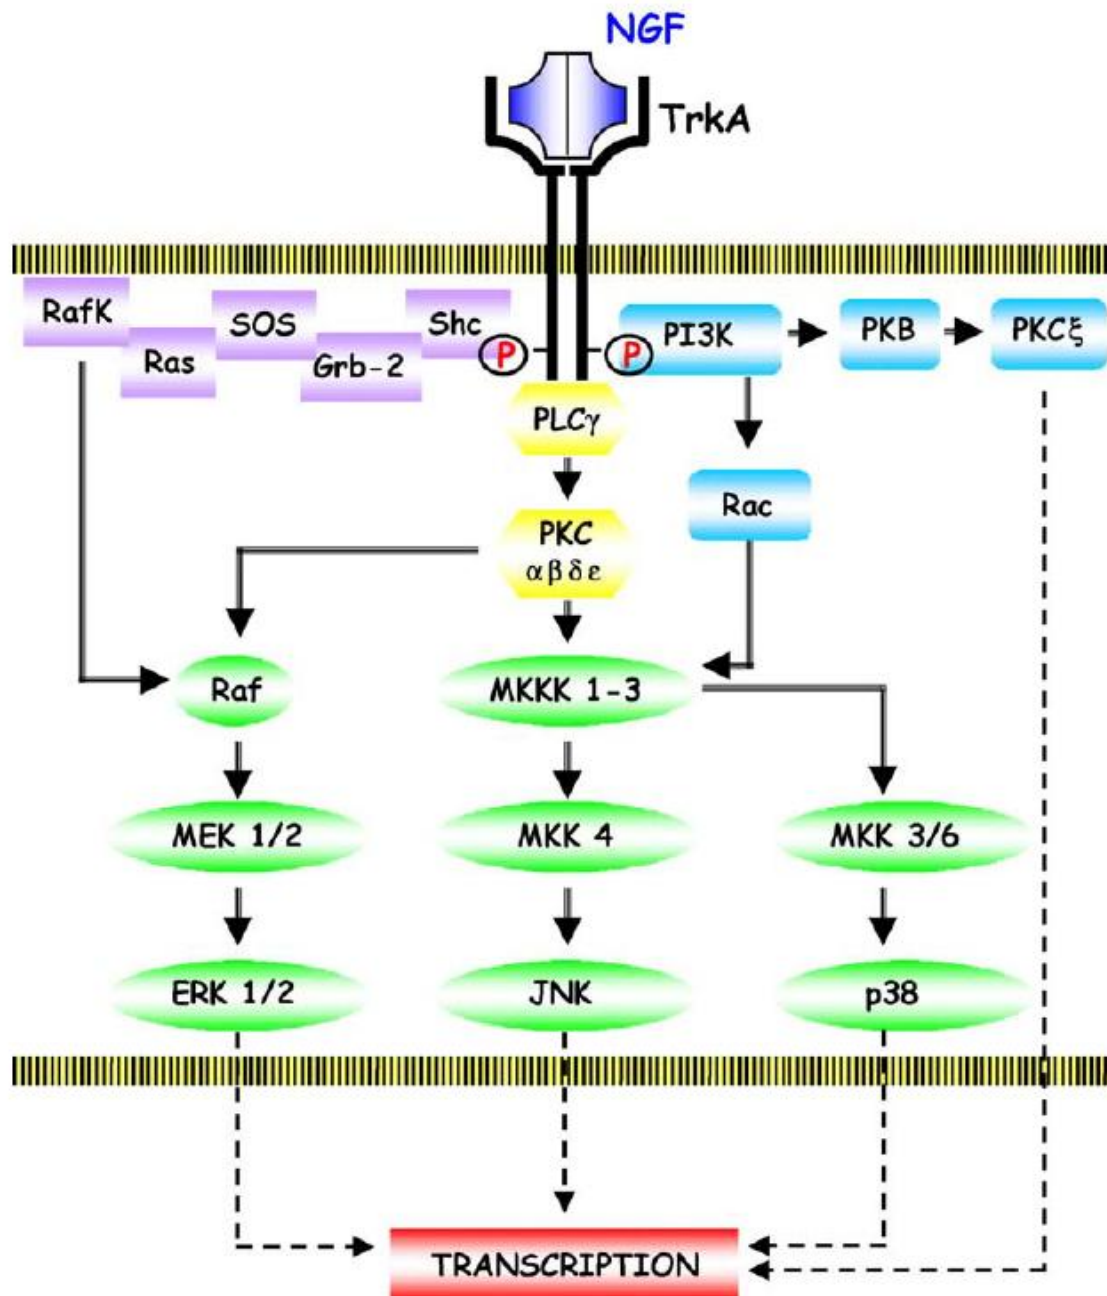 NGF
TrkA
RafK
Ras
SOS
Grb-2
Shc
P
P
PI3K
PKB
PKCξ
PLCγ
Rac
PKC
αβδε
Raf
MKKK 1-3
MEK 1/2
MKK 4
MKK 3/6
ERK 1/2
JNK
p38
TRANSCRIPTION